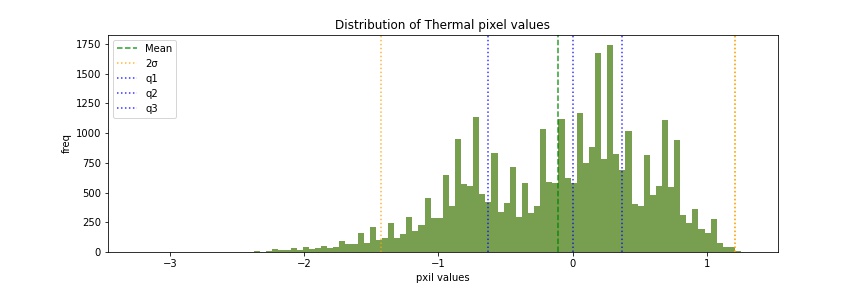 Distribution of Thermal pixel values
Mean
2σ
q1
q2
q3
1750
1500
1250
1000
750
500
250
0
freq
−3
−2
−1
0
1
pxil values